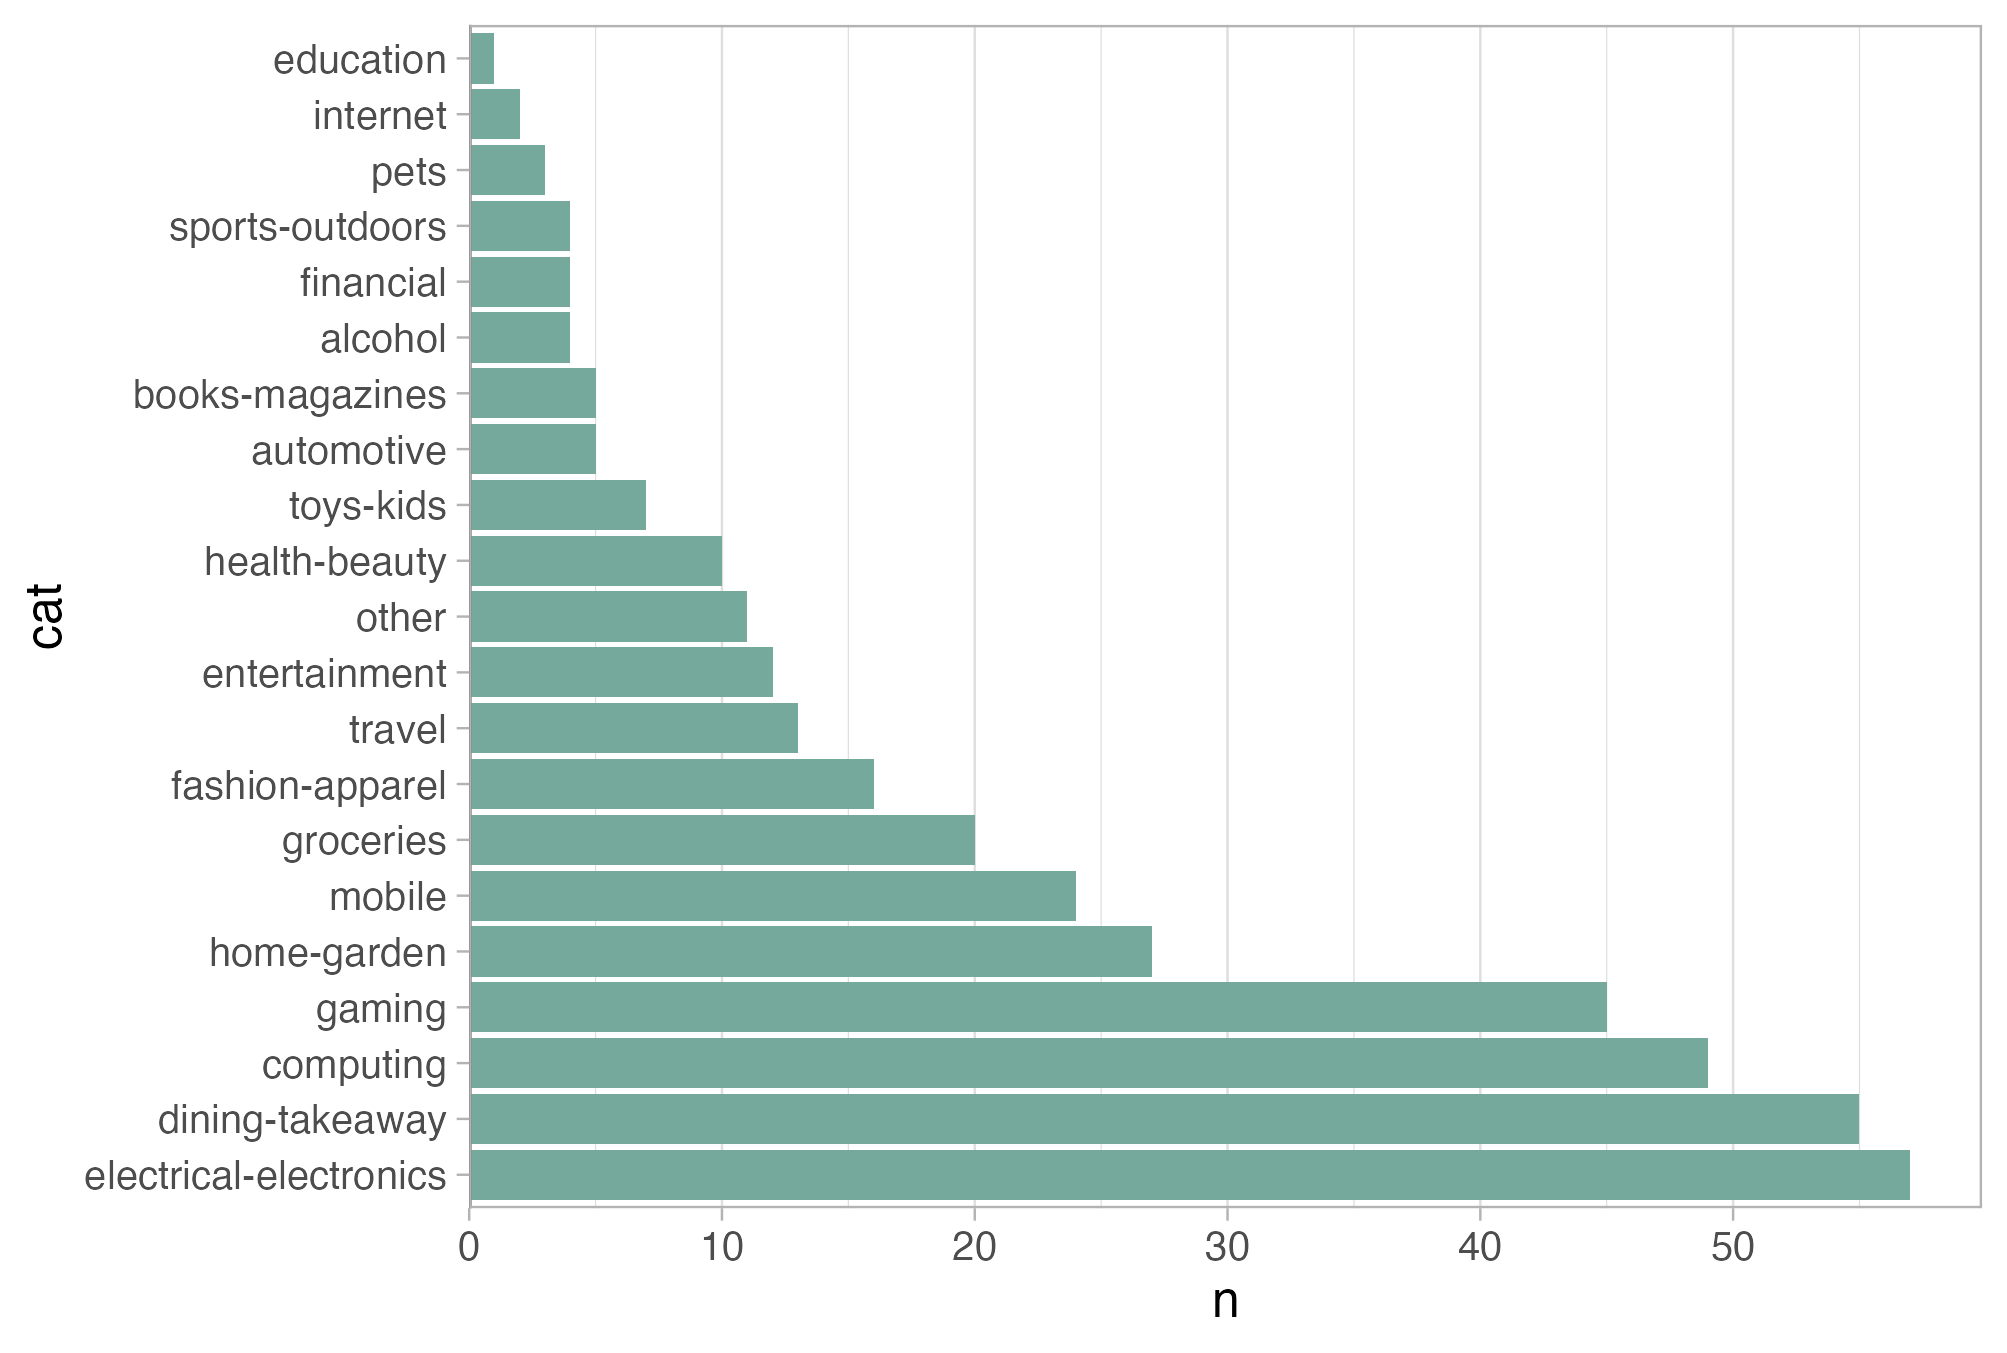 education
internet
pets
sports-outdoors
financial
alcohol
books-magazines
automotive
toys-kids
health-beauty
other
entertainment
travel
fashion-apparel
groceries
mobile
home-garden
gaming
computing
dining-takeaway
electrical-electronics
cat
0 10 20 30 40 50
n